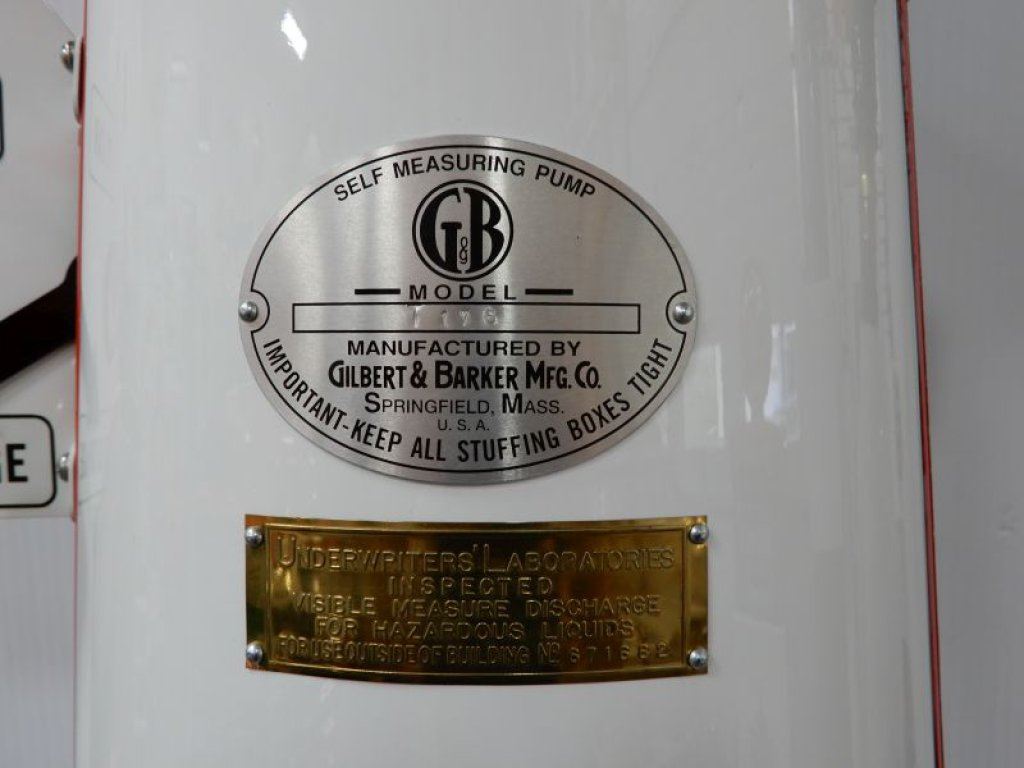 SELF MEASURING PUMP
G&B
MODEL
MANUFACTURED BY
GILBERT & BARKER MFG. CO.
SPRINGFIELD, MASS.
U.S.A.
IMPORTANT-KEEP ALL STUFFING BOXES TIGHT
UNDERWRITERS' LABORATORIES
INSPECTED
VISIBLE MEASURE DISCHARGE
FOR HAZARDOUS LIQUIDS
FOR USE OUTSIDE OF BUILDING NO